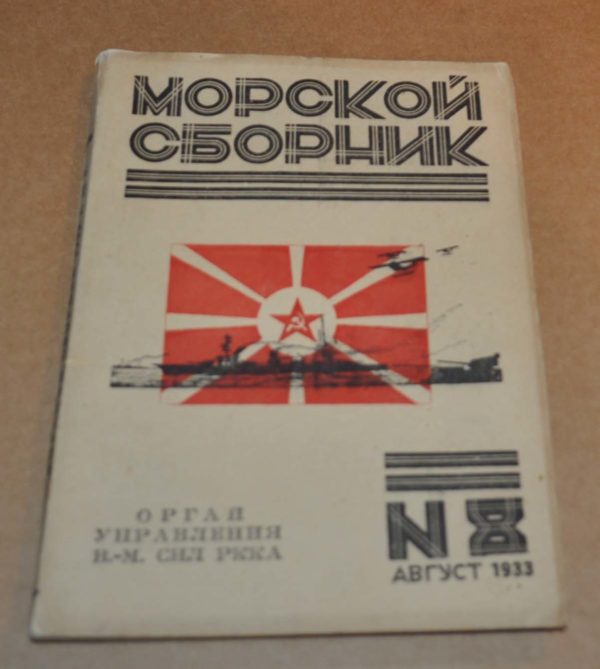 МОРСКОЙ
СБОРНИК
N 8
АВГУСТ 1933
ОРГАН
УПРАВЛЕНИЯ
В.-М. СИЛ РККА